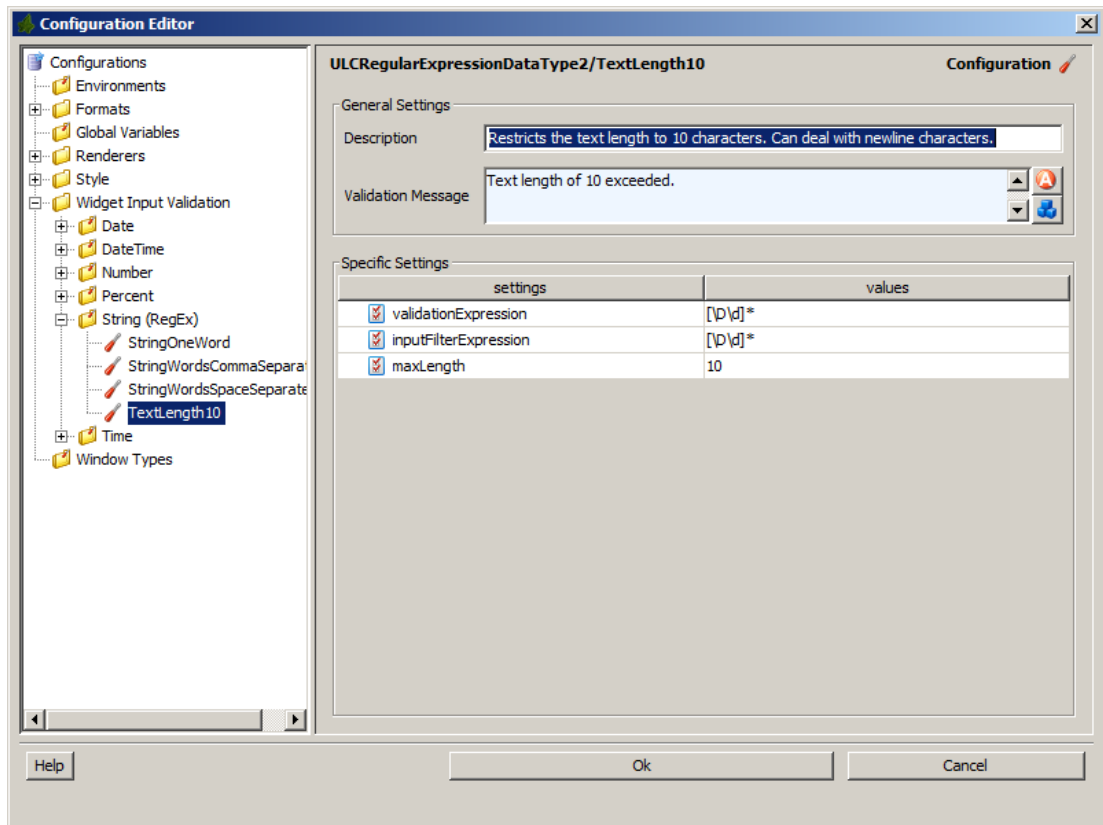 Configuration Editor
Configurations
Environments
Formats
Global Variables
Renderers
Style
Widget Input Validation
Date
DateTime
Number
Percent
String (RegEx)
StringOneWord
StringWordsCommaSeparat
StringWordsSpaceSeparate
TextLength10
Time
Window Types
ULCRegularExpressionDataType2/TextLength10 Configuration
General Settings
Description Restricts the text length to 10 characters. Can deal with newline characters.
Validation Message Text length of 10 exceeded.
Specific Settings
settings values
validationExpression [\D\d]*
inputFilterExpression [\D\d]*
maxLength 10
Help Ok Cancel